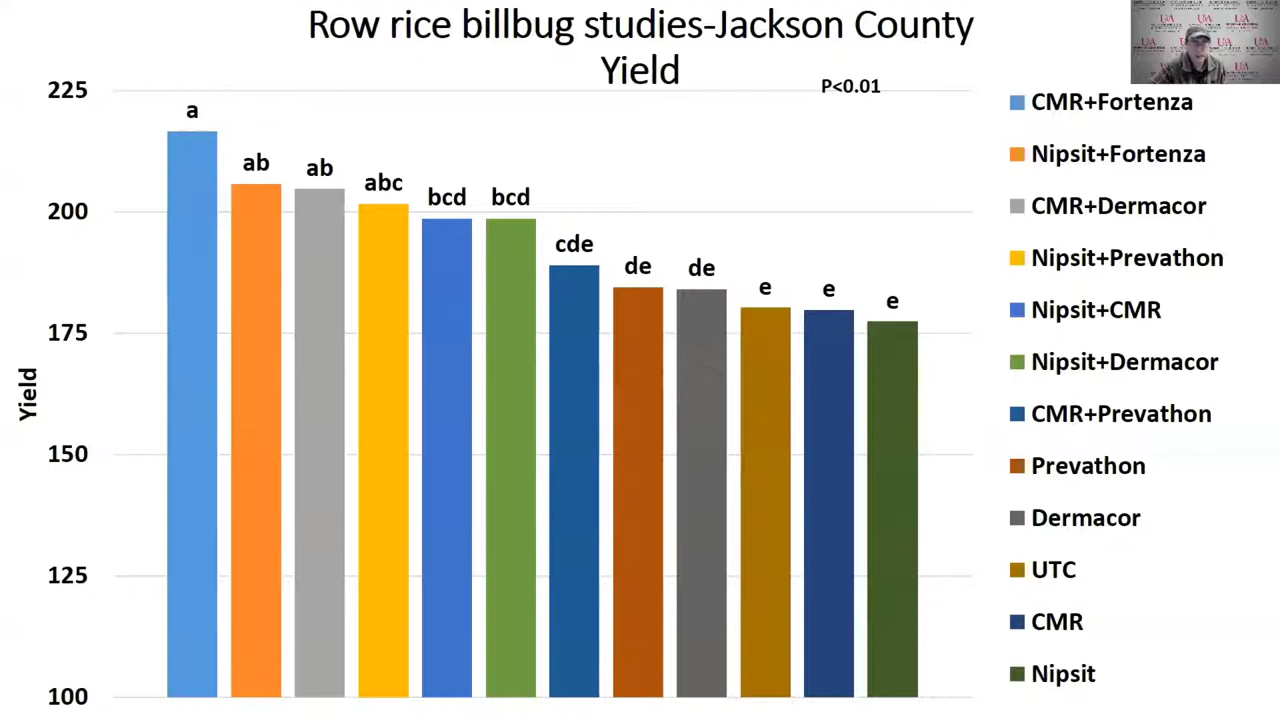 Row rice billbug studies-Jackson County
Yield
P<0.01
225
200
175
150
125
100
Yield
a
ab
ab
abc
bcd
bcd
cde
de
de
e
e
e
CMR+Fortenza
Nipsit+Fortenza
CMR+Dermacor
Nipsit+Prevathon
Nipsit+CMR
Nipsit+Dermacor
CMR+Prevathon
Prevathon
Dermacor
UTC
CMR
Nipsit